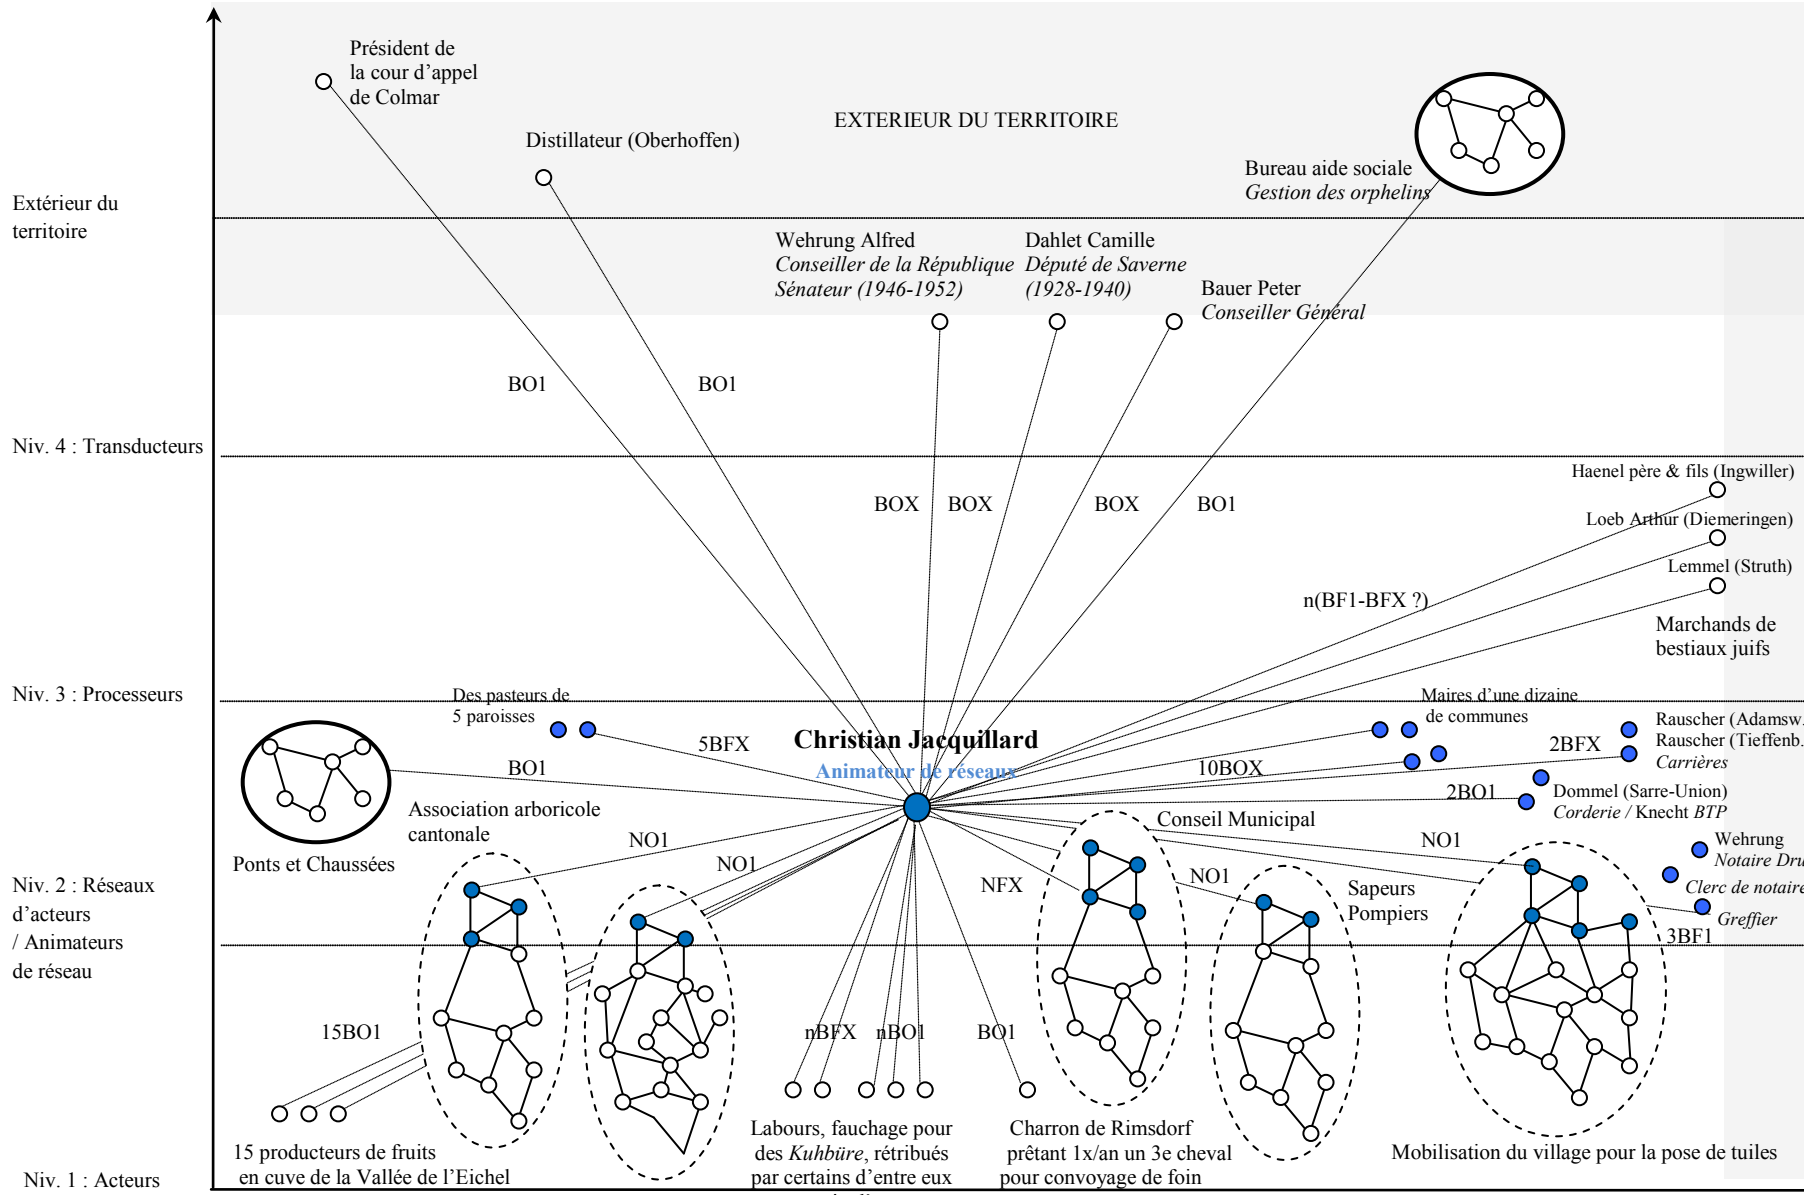 Président de
la cour d’appel
de Colmar
EXTERIEUR DU TERRITOIRE
Distillateur (Oberhoffen)
Bureau aide sociale
Gestion des orphelins
Extérieur du
territoire
Wehrung Alfred
Conseiller de la République
Sénateur (1946-1952)
Dahlet Camille
Député de Saverne
(1928-1940)
Bauer Peter
Conseiller Général
BO1
BO1
Niv. 4 : Transducteurs
Haenel père & fils (Ingwiller)
BOX
BOX
BOX
BO1
Loeb Arthur (Diemeringen)
Lemmel (Struth)
n(BF1-BFX ?)
Marchands de
bestiaux juifs
Niv. 3 : Processeurs
Des pasteurs de
5 paroisses
Maires d’une dizaine
de communes
Rauscher (Adamsw.
Rauscher (Tieffenb.
Carrières
5BFX
Christian Jacquillard
Animateur de réseaux
2BFX
BO1
10BOX
2BO1
Dommel (Sarre-Union)
Corderie / Knecht BTP
Association arboricole
cantonale
Conseil Municipal
Ponts et Chaussées
NO1
NO1
NO1
Wehrung
Notaire Dru
NFX
NO1
Sapeurs
Pompiers
Clerc de notaire
Greffier
3BF1
Niv. 2 : Réseaux
d’acteurs
/ Animateurs
de réseau
15BO1
nBFX
nBO1
BO1
15 producteurs de fruits
en cuve de la Vallée de l’Eichel
Labours, fauchage pour
des Kuhbüre, rétribués
par certains d’entre eux
Charron de Rimsdorf
prêtant 1x/an un 3e cheval
pour convoyage de foin
Mobilisation du village pour la pose de tuiles
Niv. 1 : Acteurs